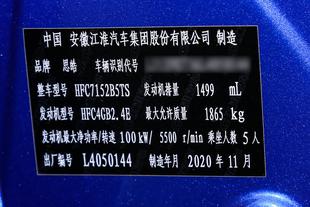 中国 安徽江淮汽车集团股份有限公司 制造
品牌 思皓 车辆识别代号
整车型号 HFC7152B5TS 发动机排量 1499 mL
发动机型号 HFC4GB2.4E 最大允许质量 1865 kg
发动机最大净功率/转速 100 kW/ 5500 r/min 乘坐人数 5 人
出厂编号 L4050144 制造年月 2020 年 11 月